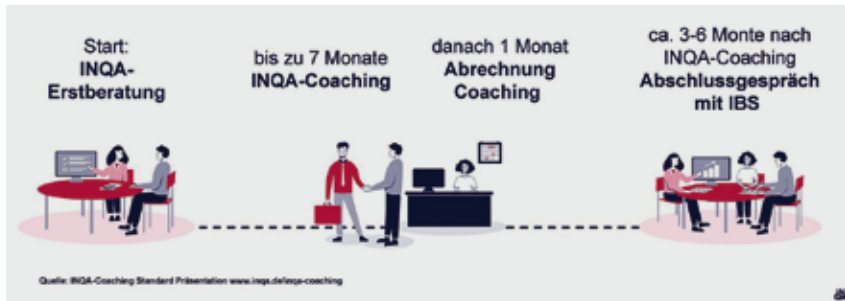 Start:
INQA-
Erstberatung
bis zu 7 Monate
INQA-Coaching
danach 1 Monat
Abrechnung
Coaching
ca. 3-6 Monte nach
INQA-Coaching
Abschlussgespräch
mit IBS
Quelle: INQA-Coaching Standard Präsentation www.inqa.de/inqa-coaching